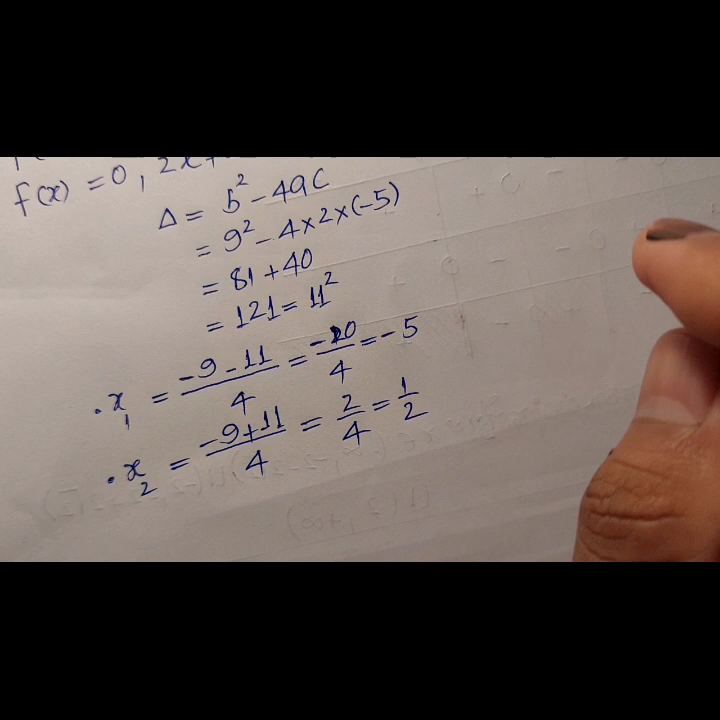 f(x) = 0, 2x+
Δ = b² - 4ac
= 9² - 4×2×(-5)
= 81 + 40
= 121 = 11²
• x₁ = (-9-11)/4 = -20/4 = -5
• x₂ = (-9+11)/4 = 2/4 = 1/2